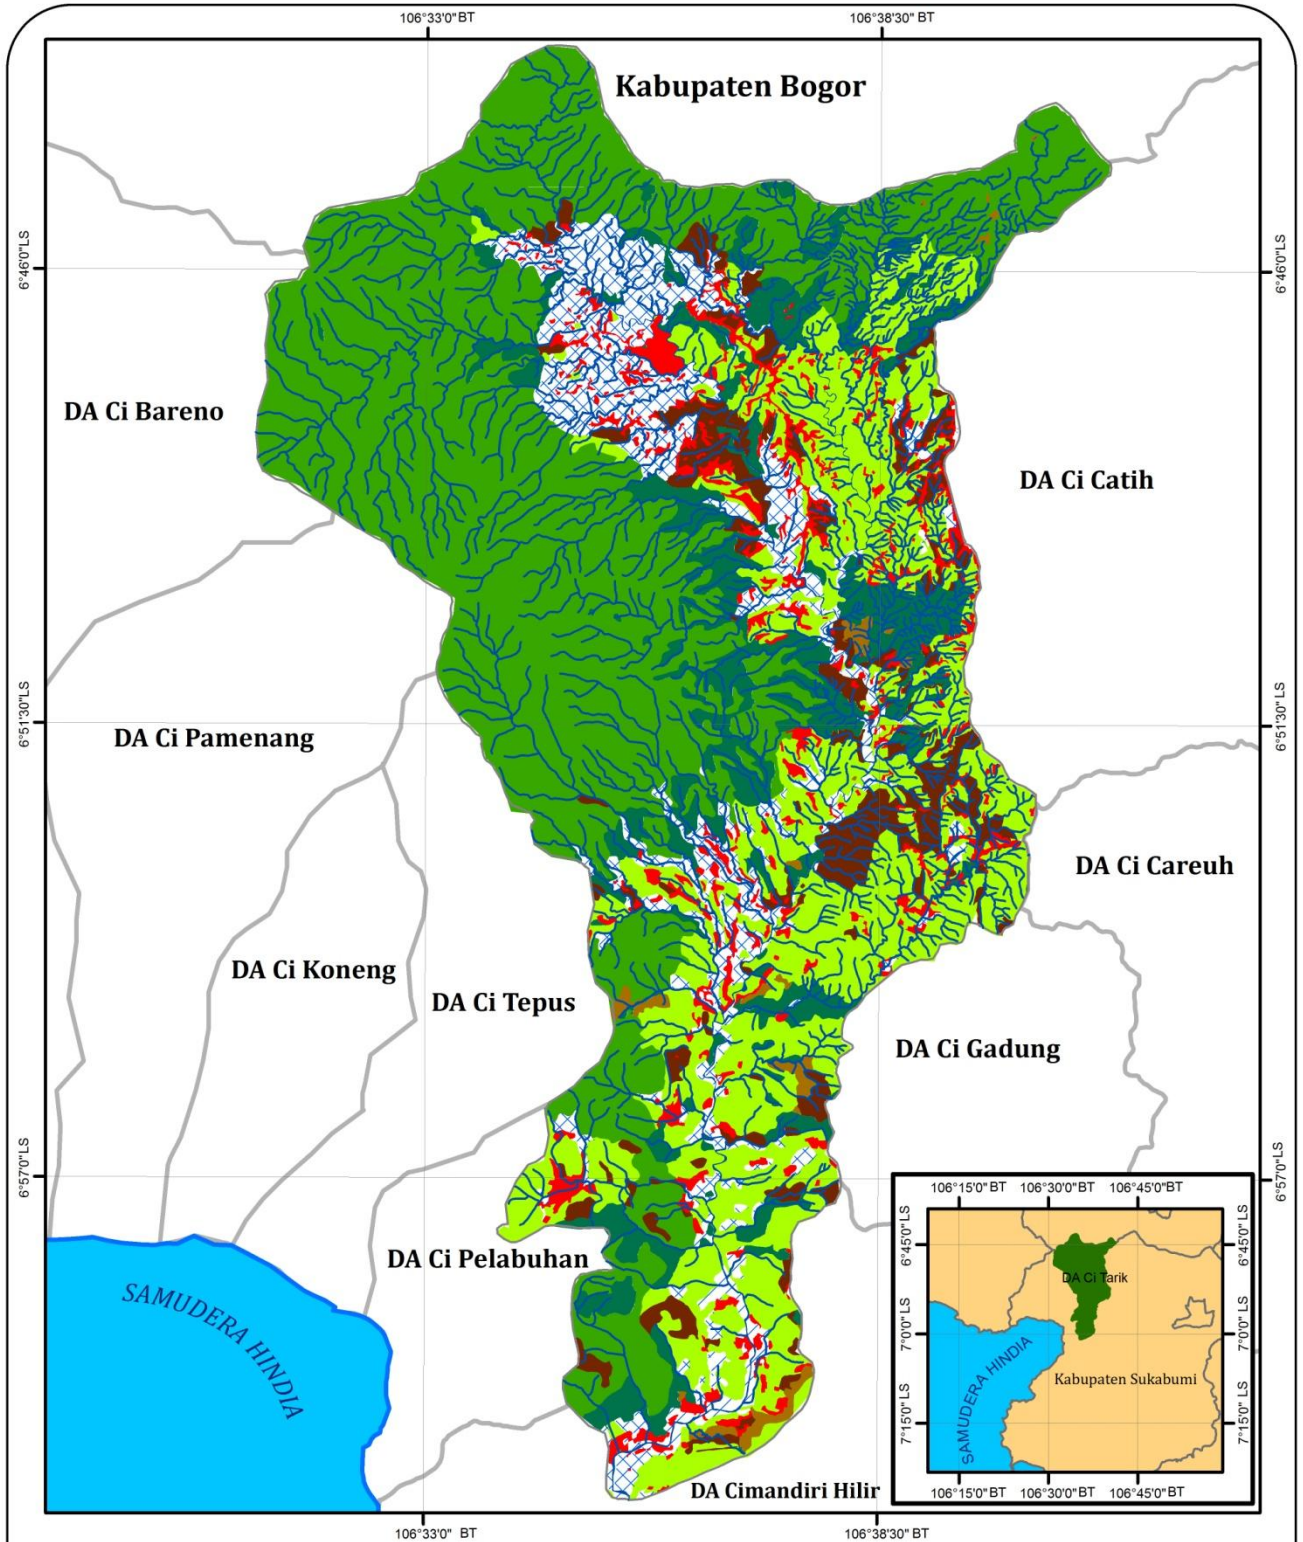 106°33'0" BT
106°38'30" BT
Kabupaten Bogor
6°46'0" LS
6°46'0" LS
DA Ci Bareno
DA Ci Catih
6°51'30" LS
6°51'30" LS
DA Ci Pamenang
DA Ci Careuh
DA Ci Koneng
DA Ci Tepus
DA Ci Gadung
6°57'0" LS
6°57'0" LS
DA Ci Pelabuhan
SAMUDERA HINDIA
DA Cimandiri Hilir
106°15'0" BT
106°30'0" BT
106°45'0" BT
6°45'0" LS
6°45'0" LS
DA Ci Tarik
7°0'0" LS
7°0'0" LS
SAMUDERA HINDIA
Kabupaten Sukabumi
7°15'0" LS
7°15'0" LS
106°15'0" BT
106°30'0" BT
106°45'0" BT
106°33'0" BT
106°38'30" BT